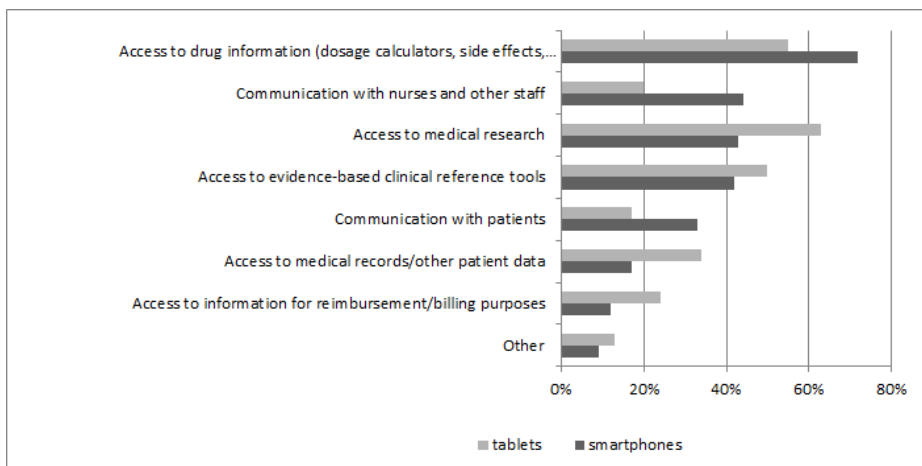 Access to drug information (dosage calculators, side effects,...
Communication with nurses and other staff
Access to medical research
Access to evidence-based clinical reference tools
Communication with patients
Access to medical records/other patient data
Access to information for reimbursement/billing purposes
Other
0% 20% 40% 60% 80%
tablets smartphones